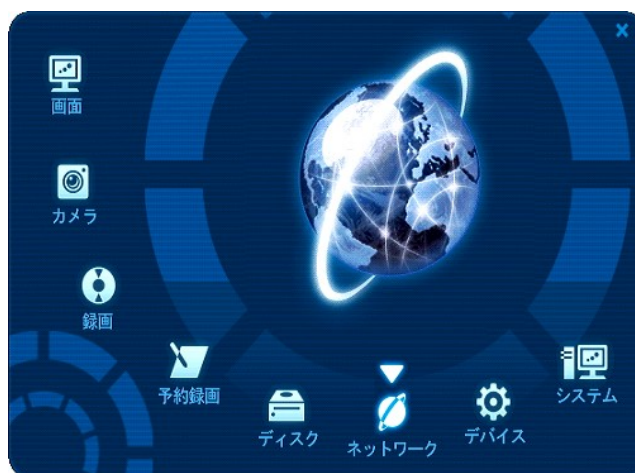 画面
カメラ
録画
予約録画
ディスク
ネットワーク
デバイス
システム